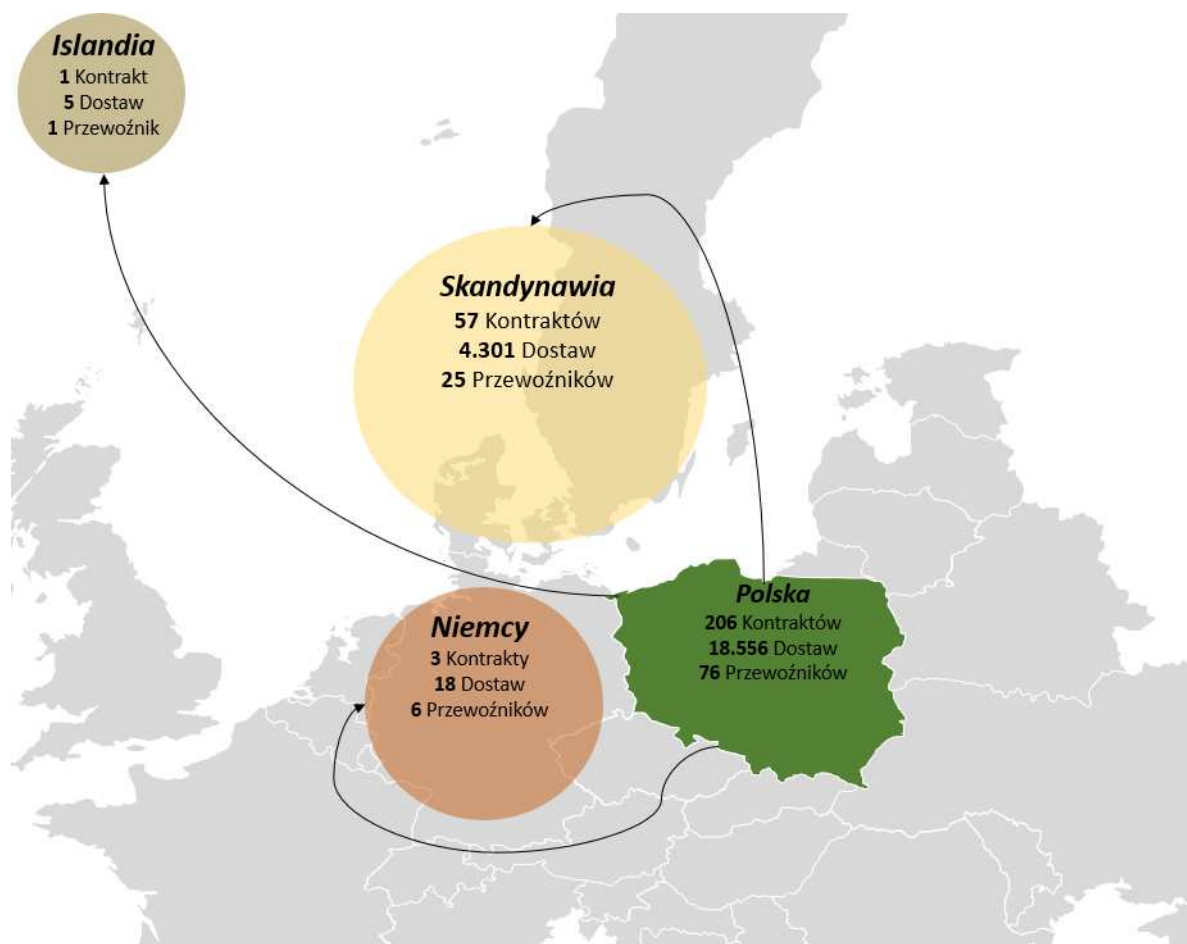 Islandia
1 Kontrakt
5 Dostaw
1 Przewoźnik
Skandynawia
57 Kontraktów
4.301 Dostaw
25 Przewoźników
Polska
206 Kontraktów
18.556 Dostaw
76 Przewoźników
Niemcy
3 Kontrakty
18 Dostaw
6 Przewoźników